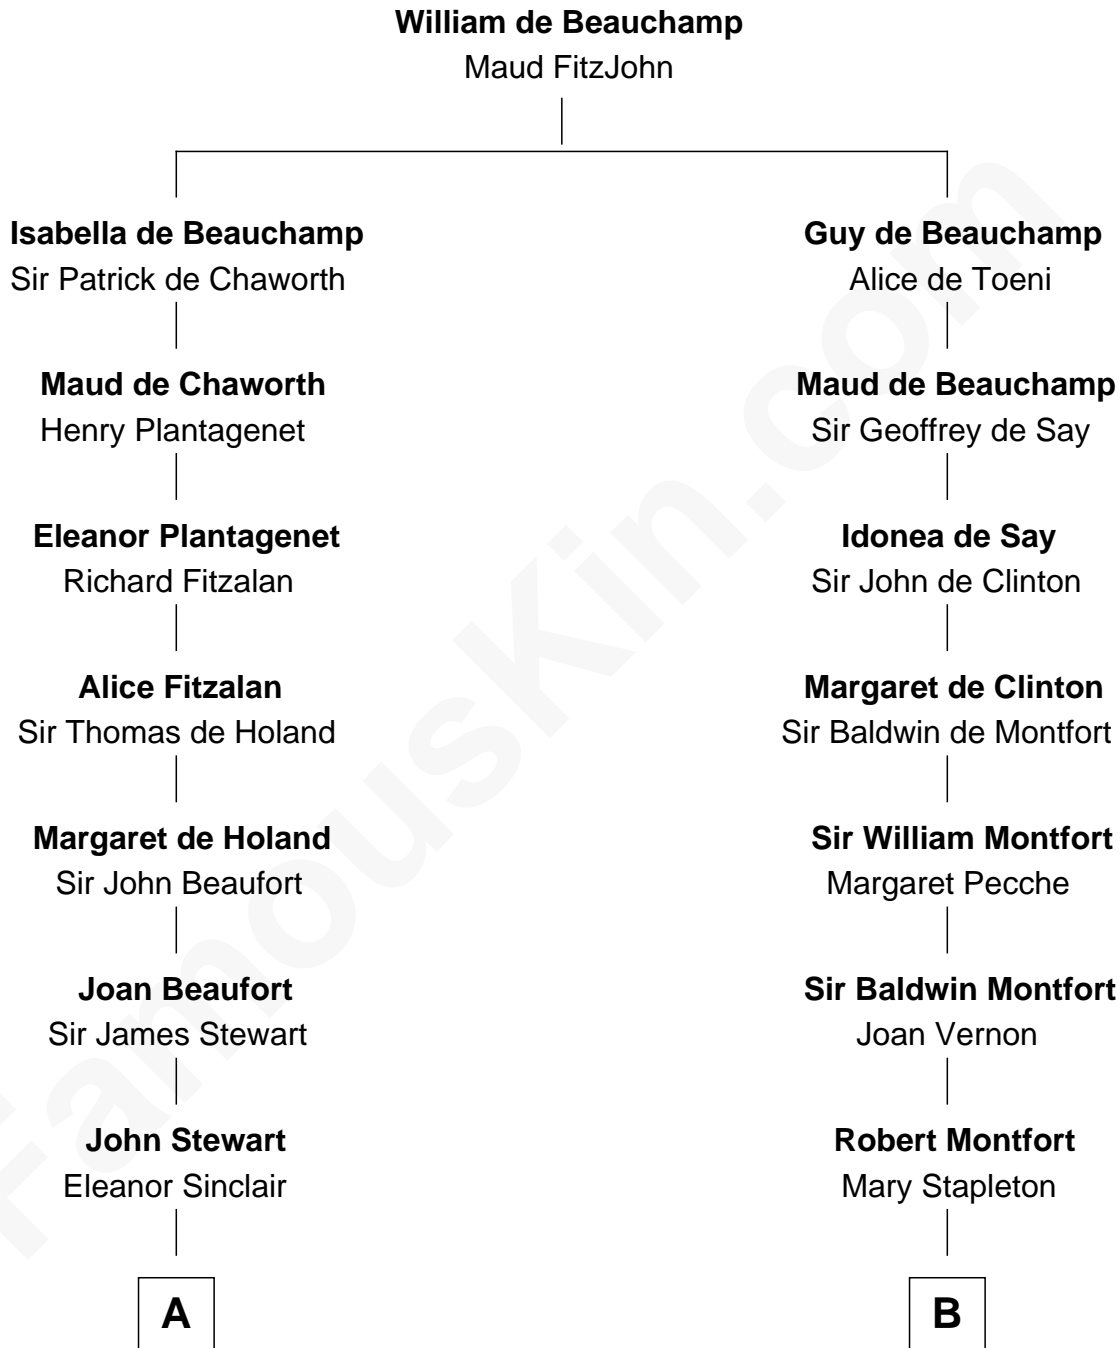 William de Beauchamp
Maud FitzJohn
Isabella de Beauchamp
Sir Patrick de Chaworth
Guy de Beauchamp
Alice de Toeni
Maud de Chaworth
Henry Plantagenet
Maud de Beauchamp
Sir Geoffrey de Say
Eleanor Plantagenet
Richard Fitzalan
Idonea de Say
Sir John de Clinton
Alice Fitzalan
Sir Thomas de Holand
Margaret de Clinton
Sir Baldwin de Montfort
Margaret de Holand
Sir John Beaufort
Sir William Montfort
Margaret Pecche
Joan Beaufort
Sir James Stewart
Sir Baldwin Montfort
Joan Vernon
John Stewart
Eleanor Sinclair
Robert Montfort
Mary Stapleton
A
B
FamousKin.com